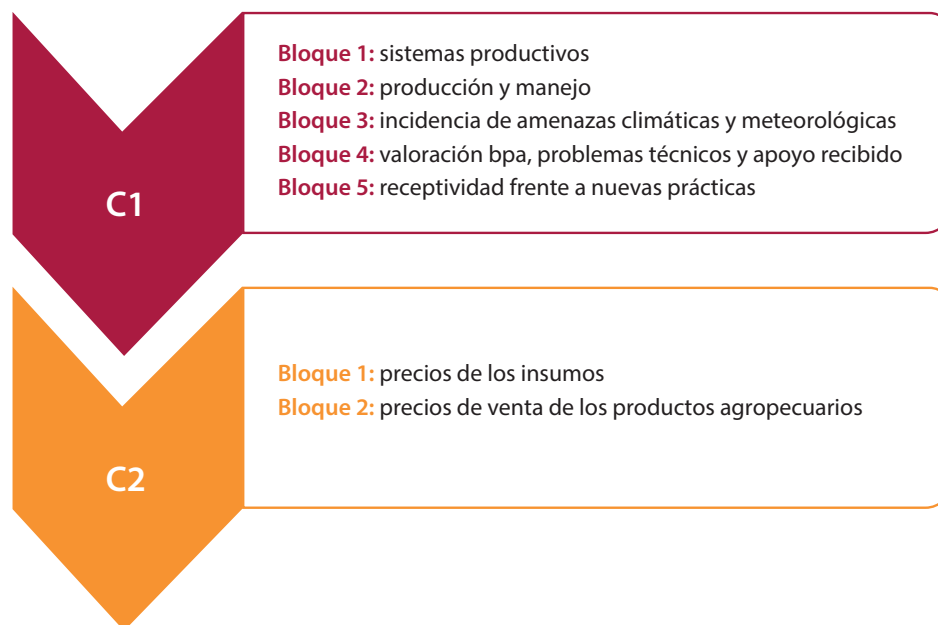 C1
Bloque 1: sistemas productivos
Bloque 2: producción y manejo
Bloque 3: incidencia de amenazas climáticas y meteorológicas
Bloque 4: valoración bpa, problemas técnicos y apoyo recibido
Bloque 5: receptividad frente a nuevas prácticas
C2
Bloque 1: precios de los insumos
Bloque 2: precios de venta de los productos agropecuarios